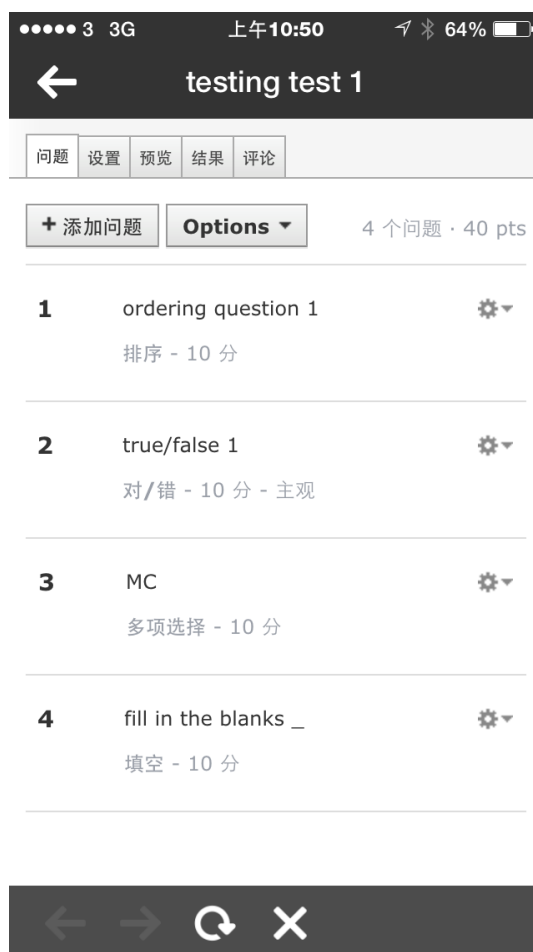 3 3G 上午10:50 64%
testing test 1
问题 设置 预览 结果 评论
+ 添加问题 Options 4 个问题 · 40 pts
1 ordering question 1
排序 - 10 分
2 true/false 1
对/错 - 10 分 - 主观
3 MC
多项选择 - 10 分
4 fill in the blanks _
填空 - 10 分